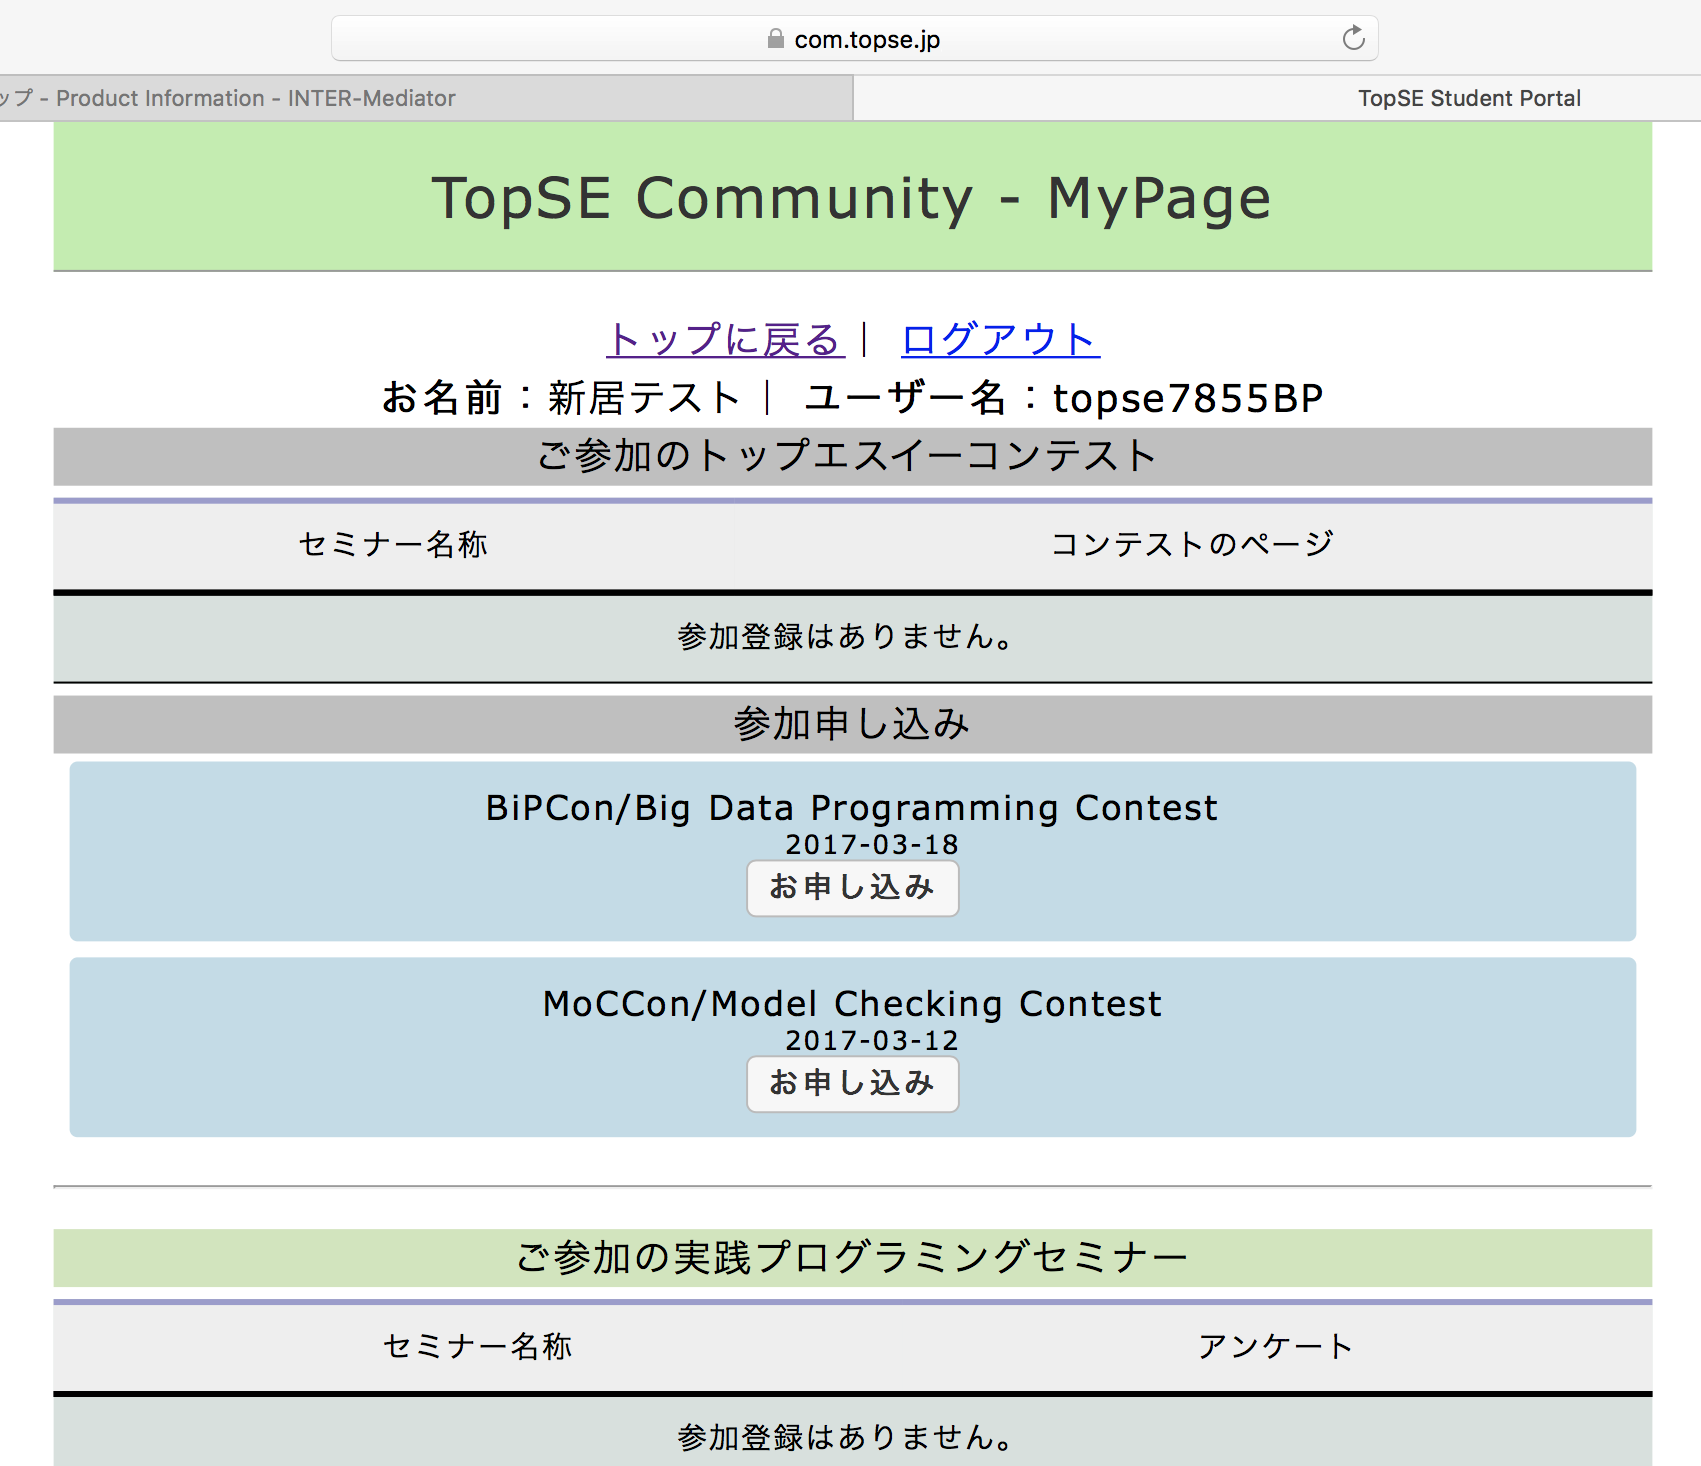 com.topse.jp
ップ - Product Information - INTER-Mediator
TopSE Student Portal
TopSE Community - MyPage
トップに戻る｜ ログアウト
お名前：新居テスト｜ ユーザー名：topse7855BP
ご参加のトップエスイーコンテスト
セミナー名称 コンテストのページ
参加登録はありません。
参加申し込み
BiPCon/Big Data Programming Contest
2017-03-18
お申し込み
MoCCon/Model Checking Contest
2017-03-12
お申し込み
ご参加の実践プログラミングセミナー
セミナー名称 アンケート
参加登録はありません。